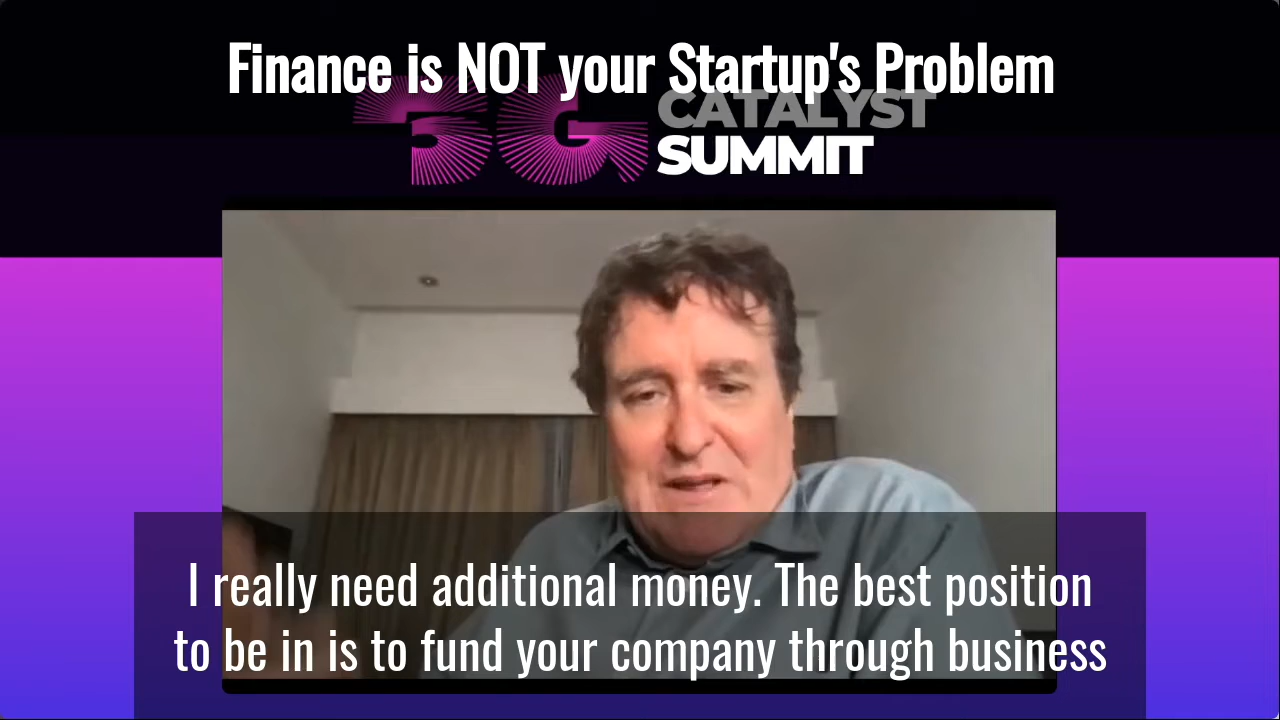 Finance is NOT your Startup's Problem
5G CATALYST
SUMMIT
I really need additional money. The best position
to be in is to fund your company through business